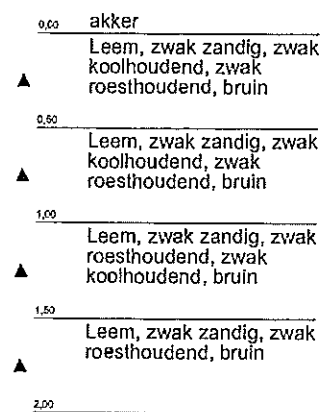 0,00 akker
Leem, zwak zandig, zwak
koolhoudend, zwak
roesthoudend, bruin
0,50
Leem, zwak zandig, zwak
koolhoudend, zwak
roesthoudend, bruin
1,00
Leem, zwak zandig, zwak
roesthoudend, zwak
koolhoudend, bruin
1,50
Leem, zwak zandig, zwak
roesthoudend, bruin
2,00